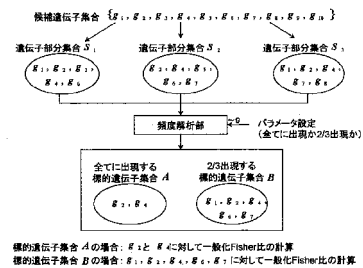 候補遺伝子集合 {g₁, g₂, g₃, g₄, g₅, g₆, g₇, g₈, g₉, g₁₀}
遺伝子部分集合 S₁ 遺伝子部分集合 S₂ 遺伝子部分集合 S₃
g₁, g₂, g₃, g₂, g₄, g₅, g₁, g₂, g₄,
g₄, g₆ g₆, g₇ g₇, g₈
頻度解析部
9
パラメータ設定
(全てに出現か2/3出現か)
全てに出現する 2/3出現する
標的遺伝子集合 A 標的遺伝子集合 B
g₂, g₄ g₁, g₂, g₄,
g₆, g₇
標的遺伝子集合 A の場合: g₂と g₄に対して一般化Fisher比の計算
標的遺伝子集合 B の場合: g₁, g₂, g₄, g₆, g₇ に対して一般化Fisher比の計算